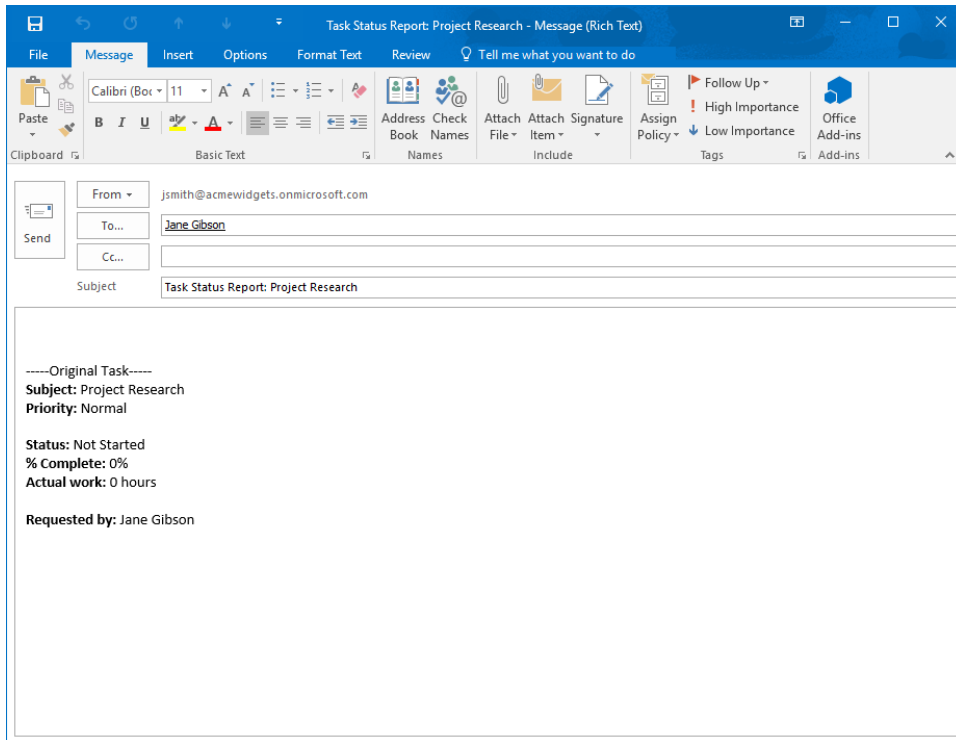 Task Status Report: Project Research - Message (Rich Text)
File Message Insert Options Format Text Review Tell me what you want to do
Paste
Clipboard
Calibri (Boc 11
B I U
Basic Text
Address Book
Check Names
Names
Attach File
Attach Item
Signature
Include
Assign Policy
Follow Up
High Importance
Low Importance
Tags
Office Add-ins
Add-ins
Send
From jsmith@acmewidgets.onmicrosoft.com
To... Jane Gibson
Cc...
Subject Task Status Report: Project Research
-----Original Task-----
Subject: Project Research
Priority: Normal
Status: Not Started
% Complete: 0%
Actual work: 0 hours
Requested by: Jane Gibson